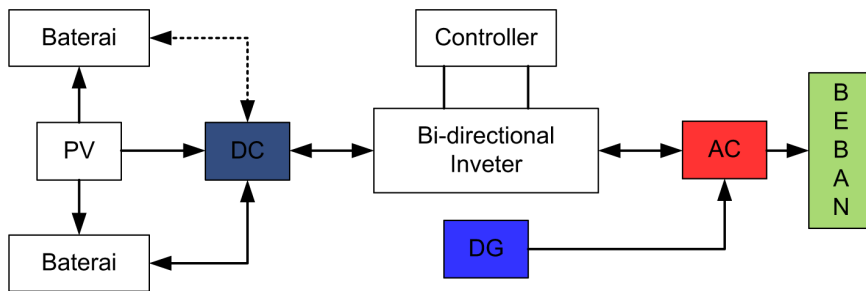 Baterai
Controller
PV
DC
Bi-directional
Inveter
AC
B
E
B
A
N
Baterai
DG